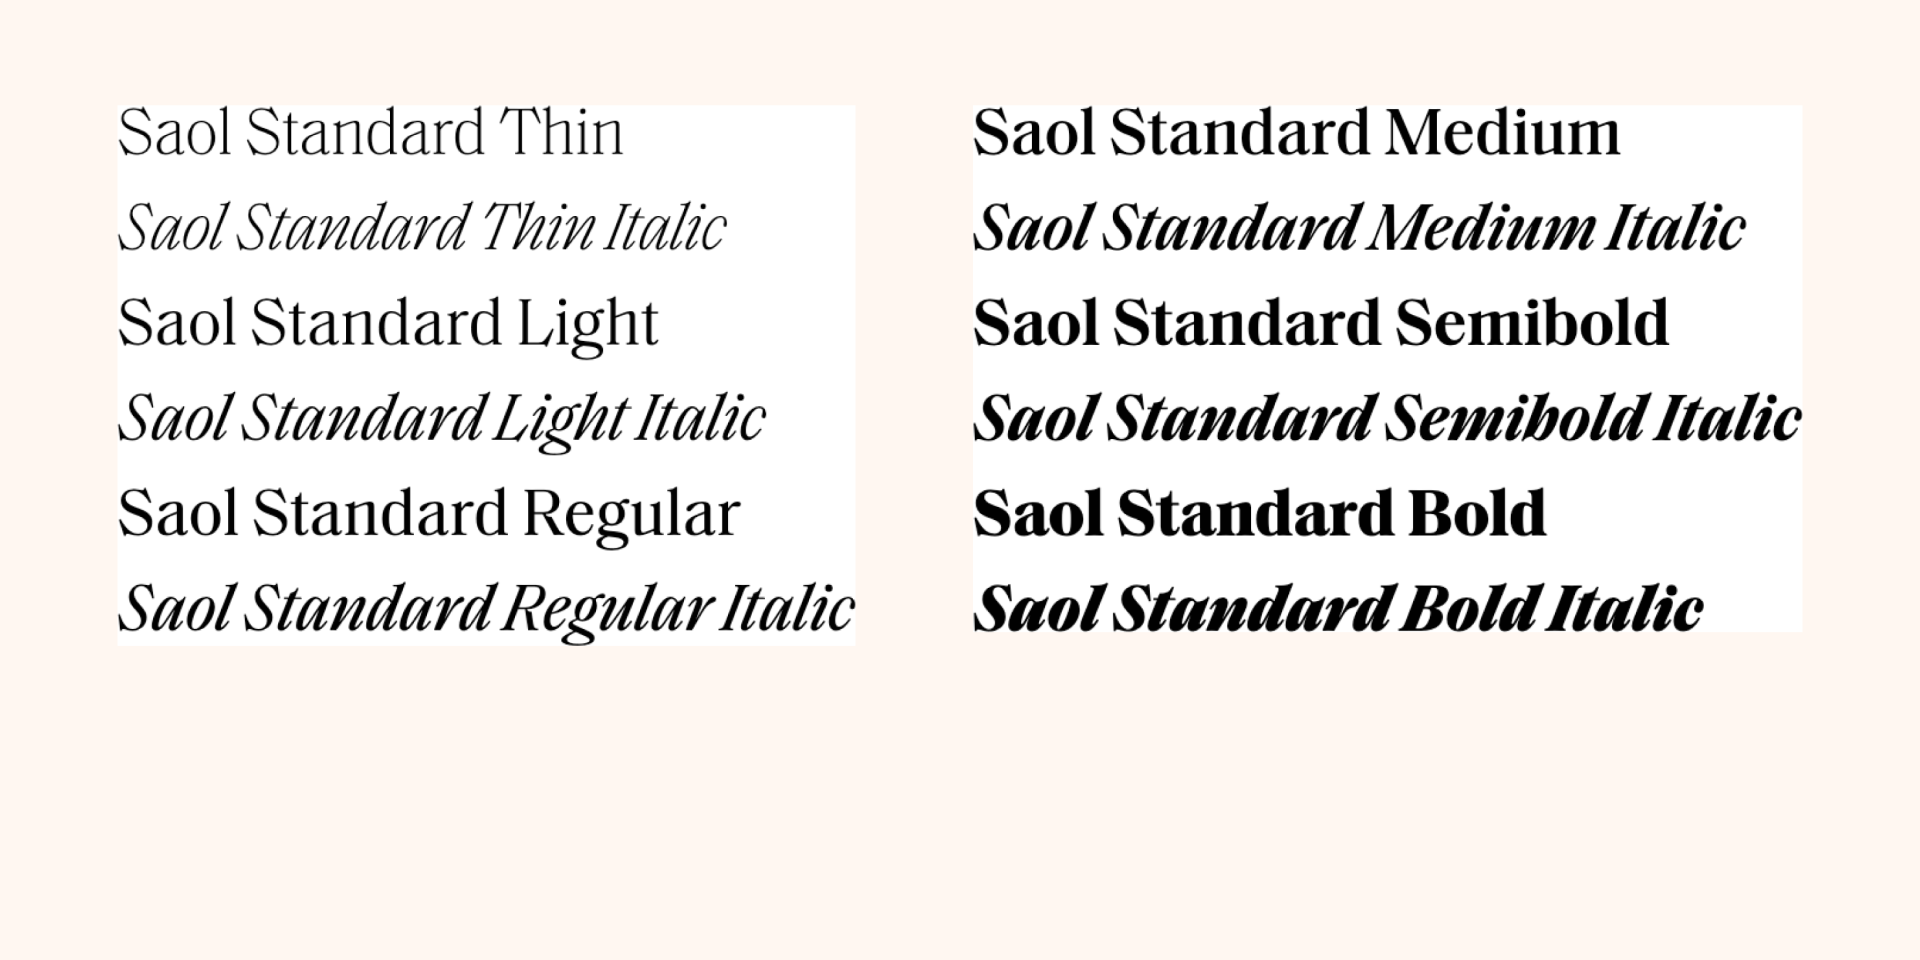 Saol Standard Thin
Saol Standard Thin Italic
Saol Standard Light
Saol Standard Light Italic
Saol Standard Regular
Saol Standard Regular Italic
Saol Standard Medium
Saol Standard Medium Italic
Saol Standard Semibold
Saol Standard Semibold Italic
Saol Standard Bold
Saol Standard Bold Italic